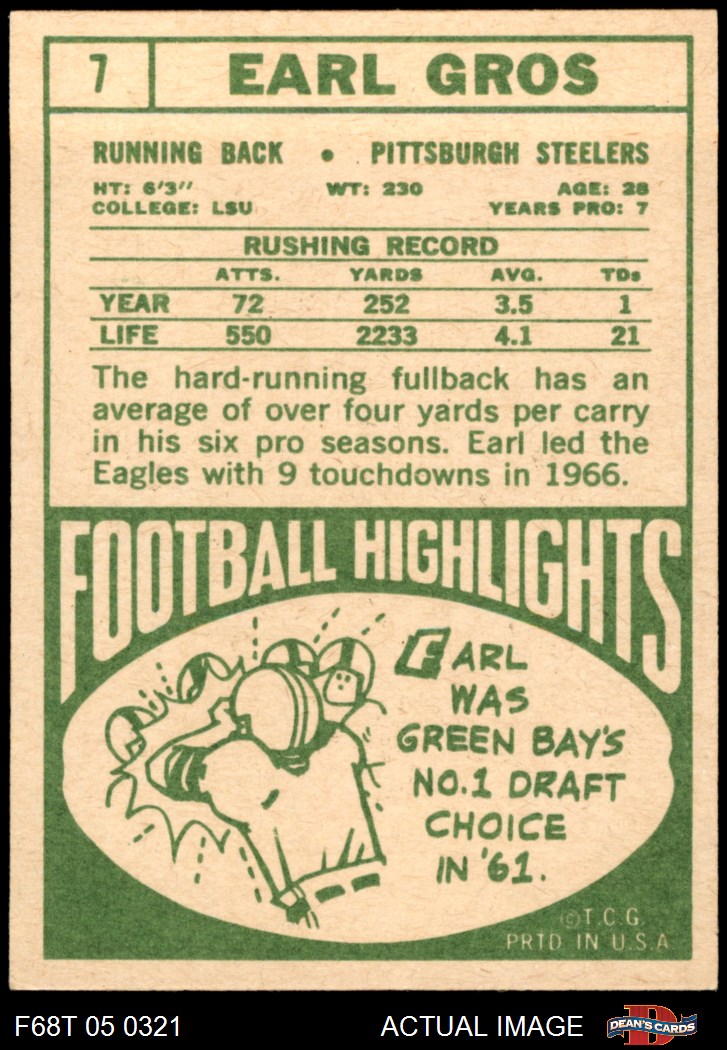 7 EARL GROS
RUNNING BACK • PITTSBURGH STEELERS
HT: 6'3" WT: 230 AGE: 28
COLLEGE: LSU YEARS PRO: 7
RUSHING RECORD
ATTS. YARDS AVG. TDs
YEAR 72 252 3.5 1
LIFE 550 2233 4.1 21
The hard-running fullback has an
average of over four yards per carry
in his six pro seasons. Earl led the
Eagles with 9 touchdowns in 1966.
FOOTBALL HIGHLIGHTS
EARL
WAS
GREEN BAY'S
NO.1 DRAFT
CHOICE
IN '61.
©T.C.G.
PRTD IN U.S.A
F68T 05 0321 ACTUAL IMAGE D DEAN'S CARDS